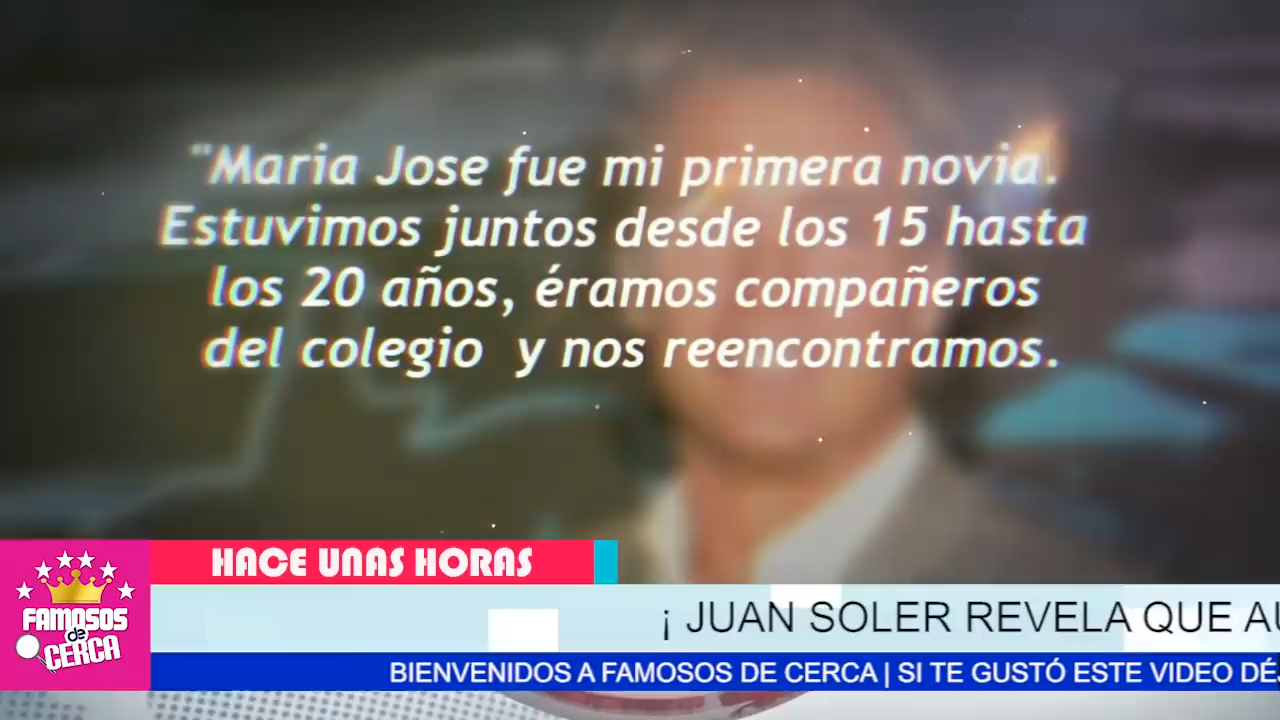 "Maria Jose fue mi primera novia.
Estuvimos juntos desde los 15 hasta
los 20 años, éramos compañeros
del colegio y nos reencontramos.
HACE UNAS HORAS
FAMOSOS
de
CERCA
¡ JUAN SOLER REVELA QUE
BIENVENIDOS A FAMOSOS DE CERCA | SI TE GUSTÓ ESTE VIDEO